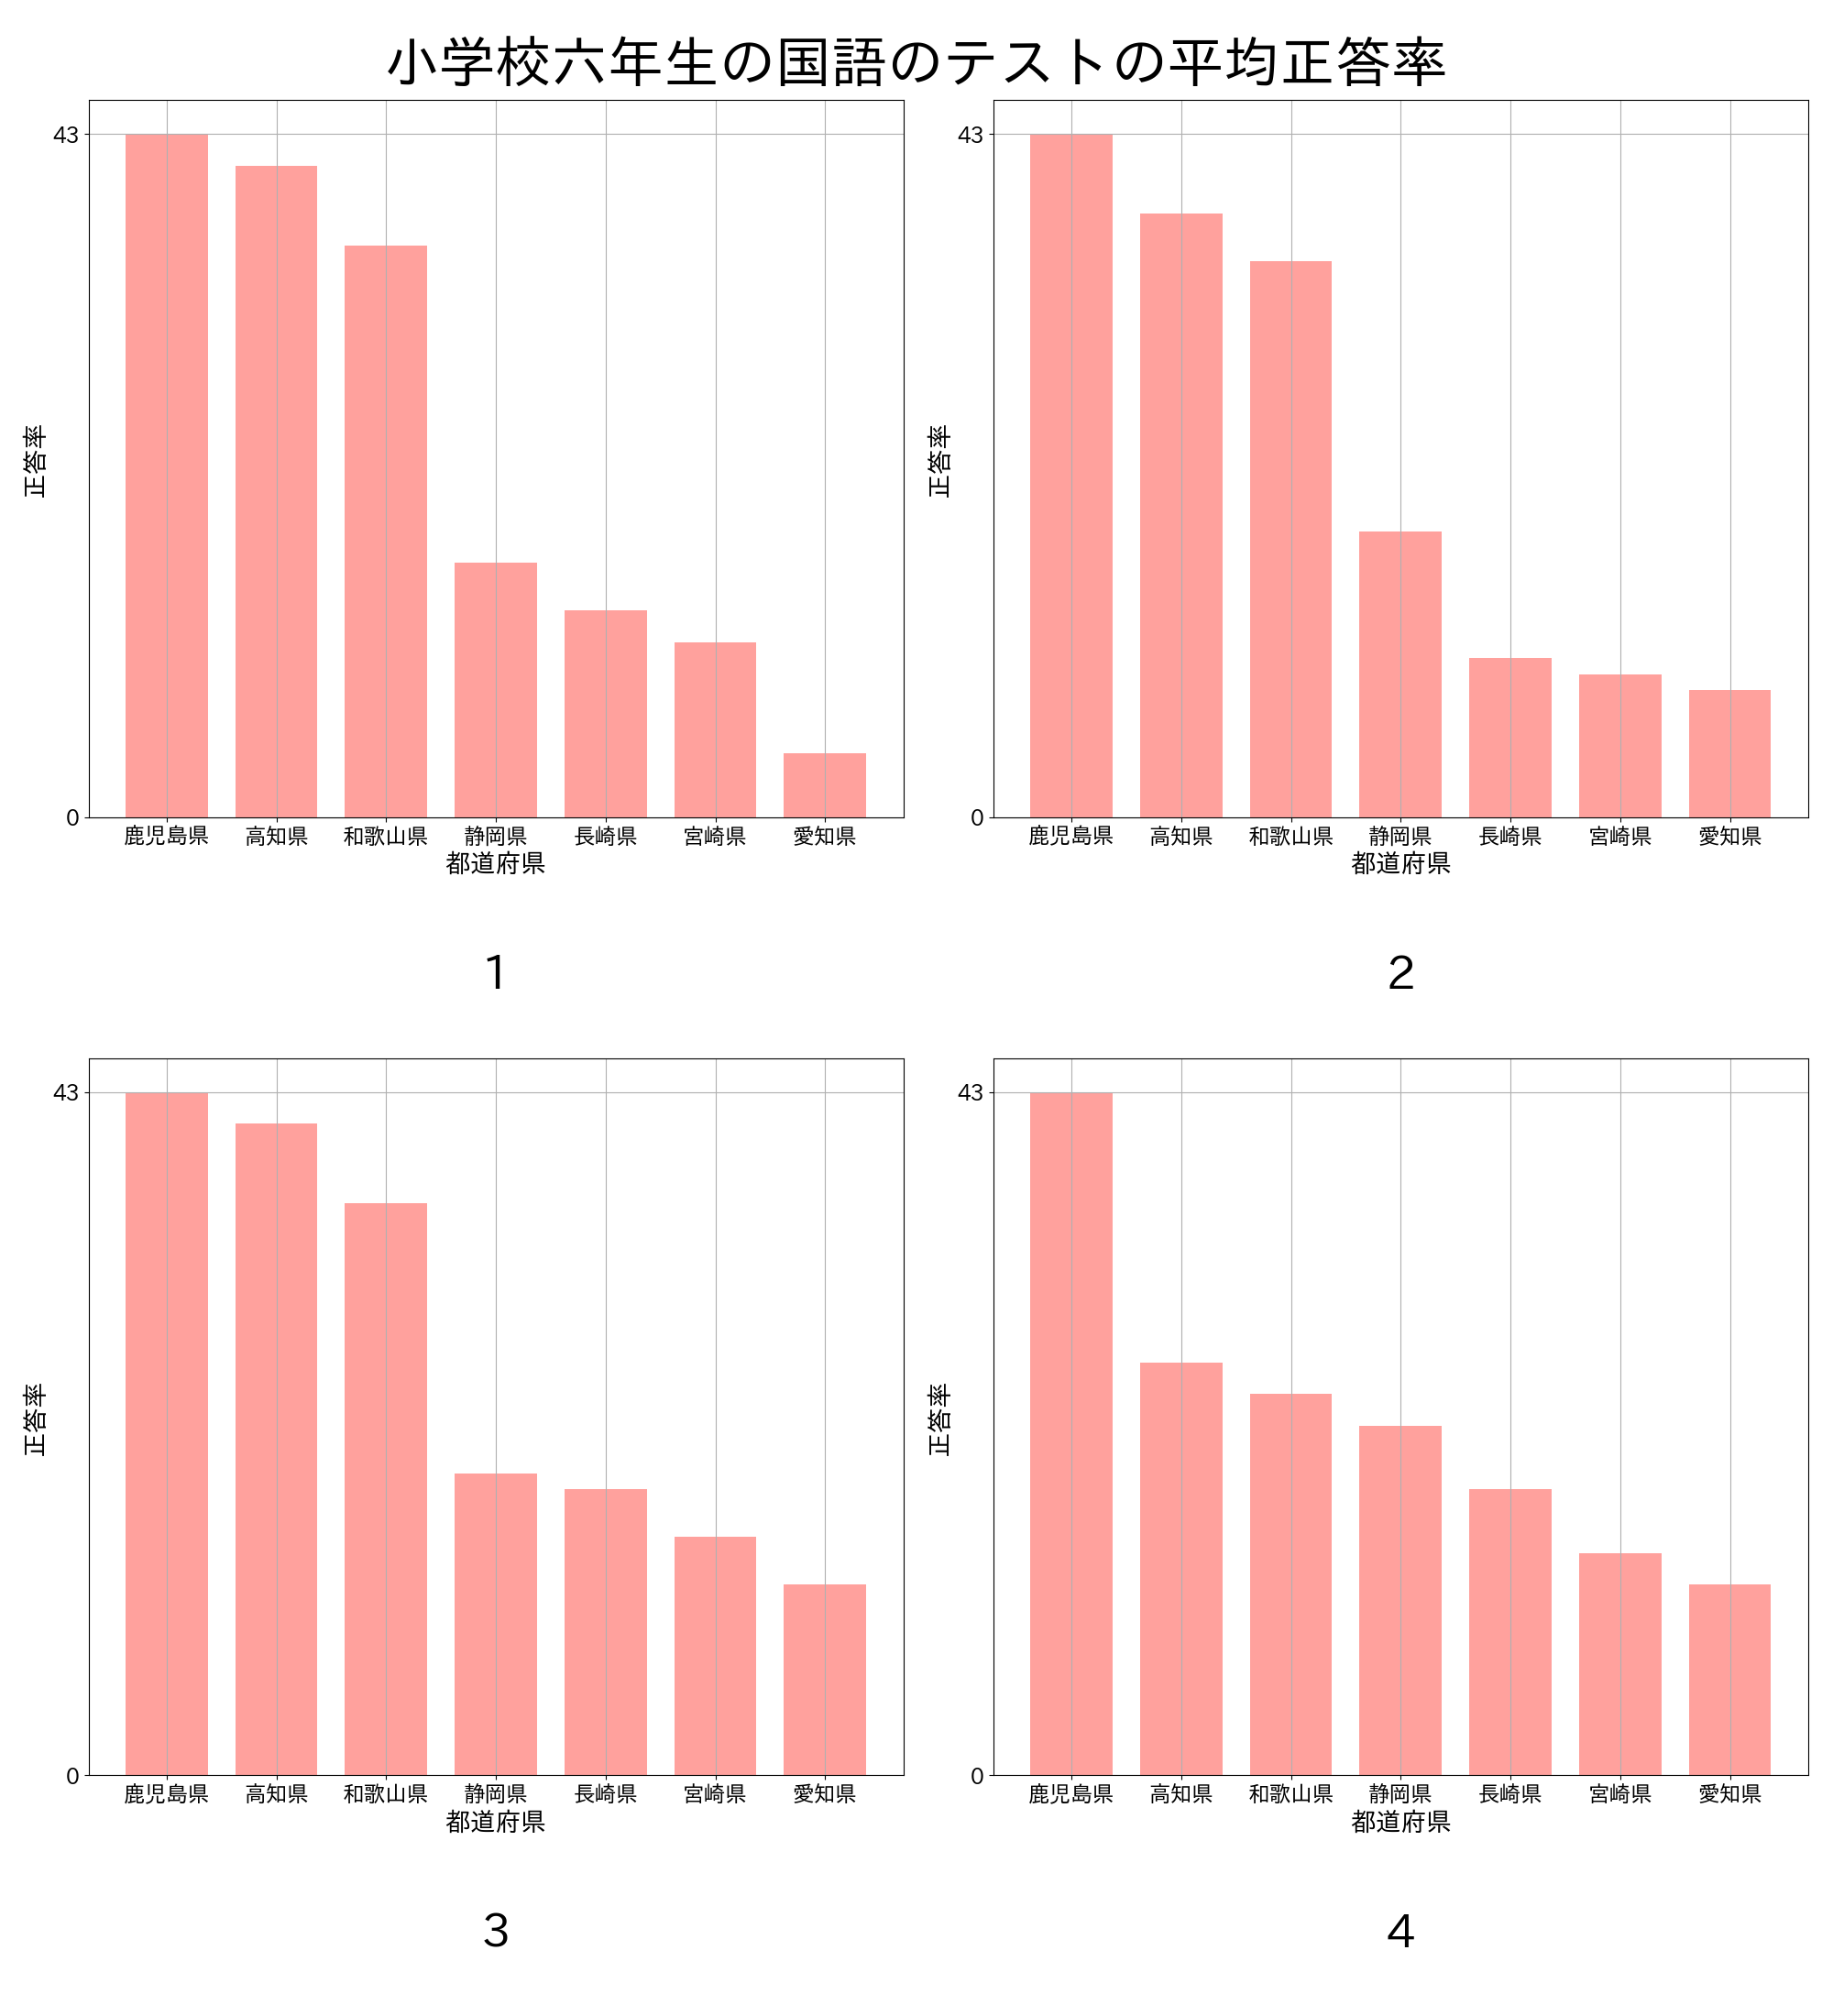 小学校六年生の国語のテストの平均正答率
43
0
正答率
鹿児島県 高知県 和歌山県 静岡県 長崎県 宮崎県 愛知県
都道府県
1
43
0
正答率
鹿児島県 高知県 和歌山県 静岡県 長崎県 宮崎県 愛知県
都道府県
2
43
0
正答率
鹿児島県 高知県 和歌山県 静岡県 長崎県 宮崎県 愛知県
都道府県
3
43
0
正答率
鹿児島県 高知県 和歌山県 静岡県 長崎県 宮崎県 愛知県
都道府県
4